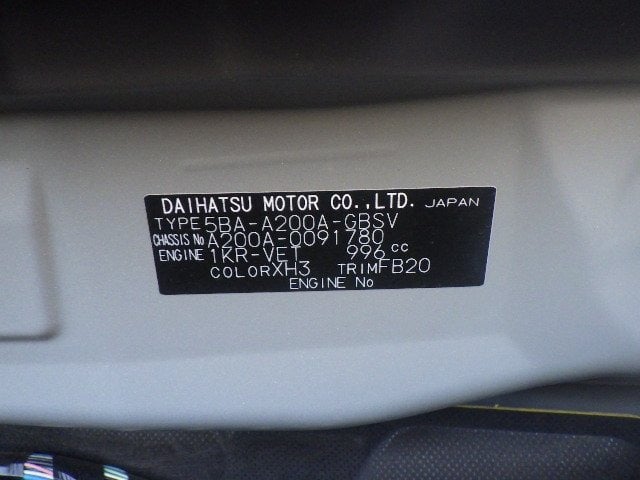 DAIHATSU MOTOR CO.,LTD. JAPAN
TYPE 5BA-A200A-GBSV
CHASSIS No A200A-0091780
ENGINE 1KR-VET 996 cc
COLOR XH3 TRIM FB20
ENGINE No